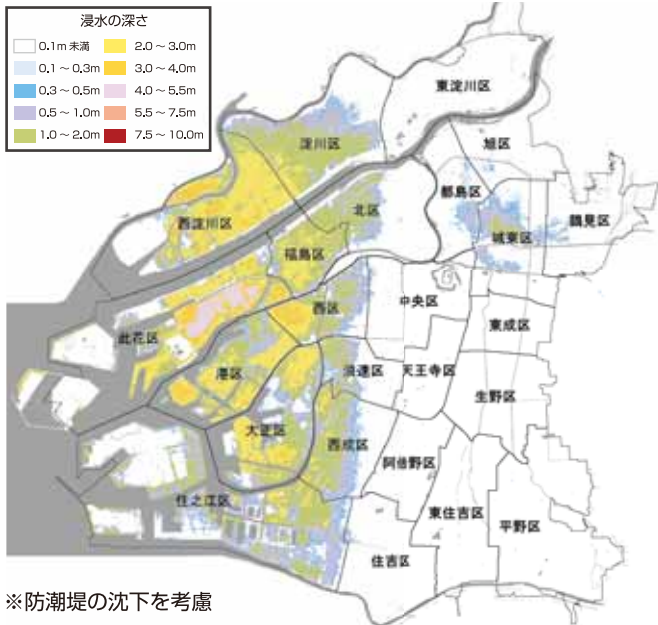 浸水の深さ
0.1m 未満
0.1～0.3m
0.3～0.5m
0.5～1.0m
1.0～2.0m
2.0～3.0m
3.0～4.0m
4.0～5.5m
5.5～7.5m
7.5～10.0m
東淀川区
淀川区
旭区
都島区
北区
西淀川区
鶴見区
城東区
福島区
西区
中央区
此花区
東成区
港区
浪速区
天王寺区
生野区
大正区
西成区
阿倍野区
住之江区
東住吉区
平野区
住吉区
※防潮堤の沈下を考慮